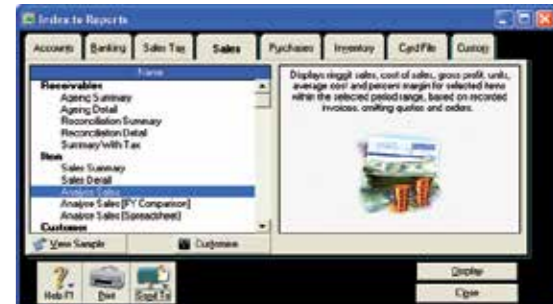 Index to Reports
Accounts Banking Sales Tax Sales Purchases Inventory Card File Custom
Name
Receivables
Ageing Summary
Ageing Detail
Reconciliation Summary
Reconciliation Detail
Summary With Tax
Item
Sales Summary
Sales Detail
Analyse Sales
Analyse Sales [FY Comparison]
Analyse Sales [Spreadsheet]
Customer
Displays ringgit sales, cost of sales, gross profit, units,
average cost and percent margin for selected items
within the selected period range, based on recorded
invoices, omitting quotes and orders.
View Sample Customise
Help F1 Print Send To
Display
Close